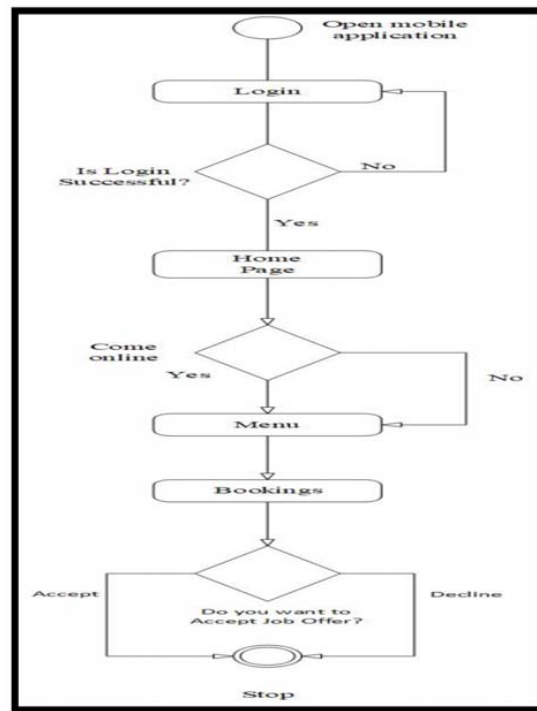 Open mobile
application
Login
No
Is Login
Successful?
Yes
Home
Page
Come
online
Yes
No
Menu
Bookings
Accept
Decline
Do you want to
Accept Job Offer?
Stop